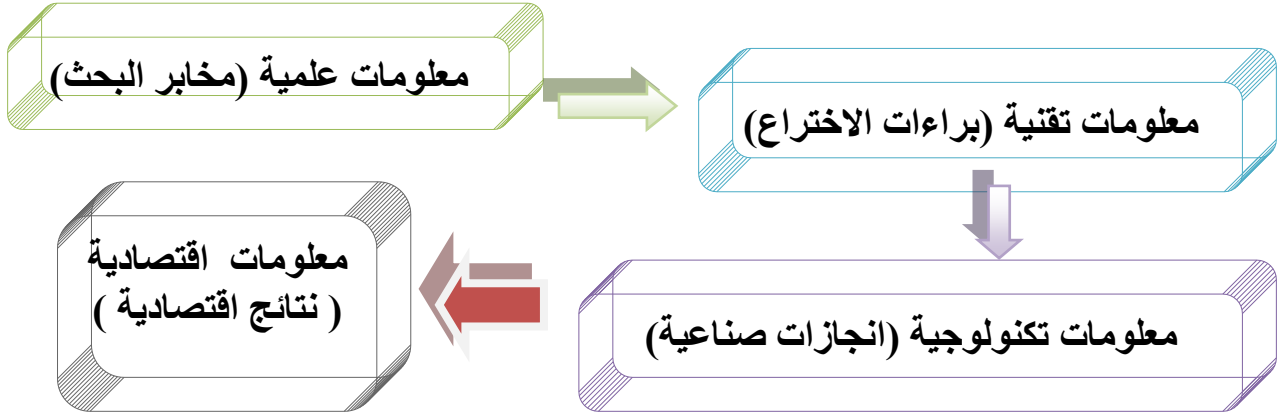 معلومات علمية (مخابر البحث)
معلومات تقنية (براءات الاختراع)
معلومات تكنولوجية (انجازات صناعية)
معلومات اقتصادية
( نتائج اقتصادية )